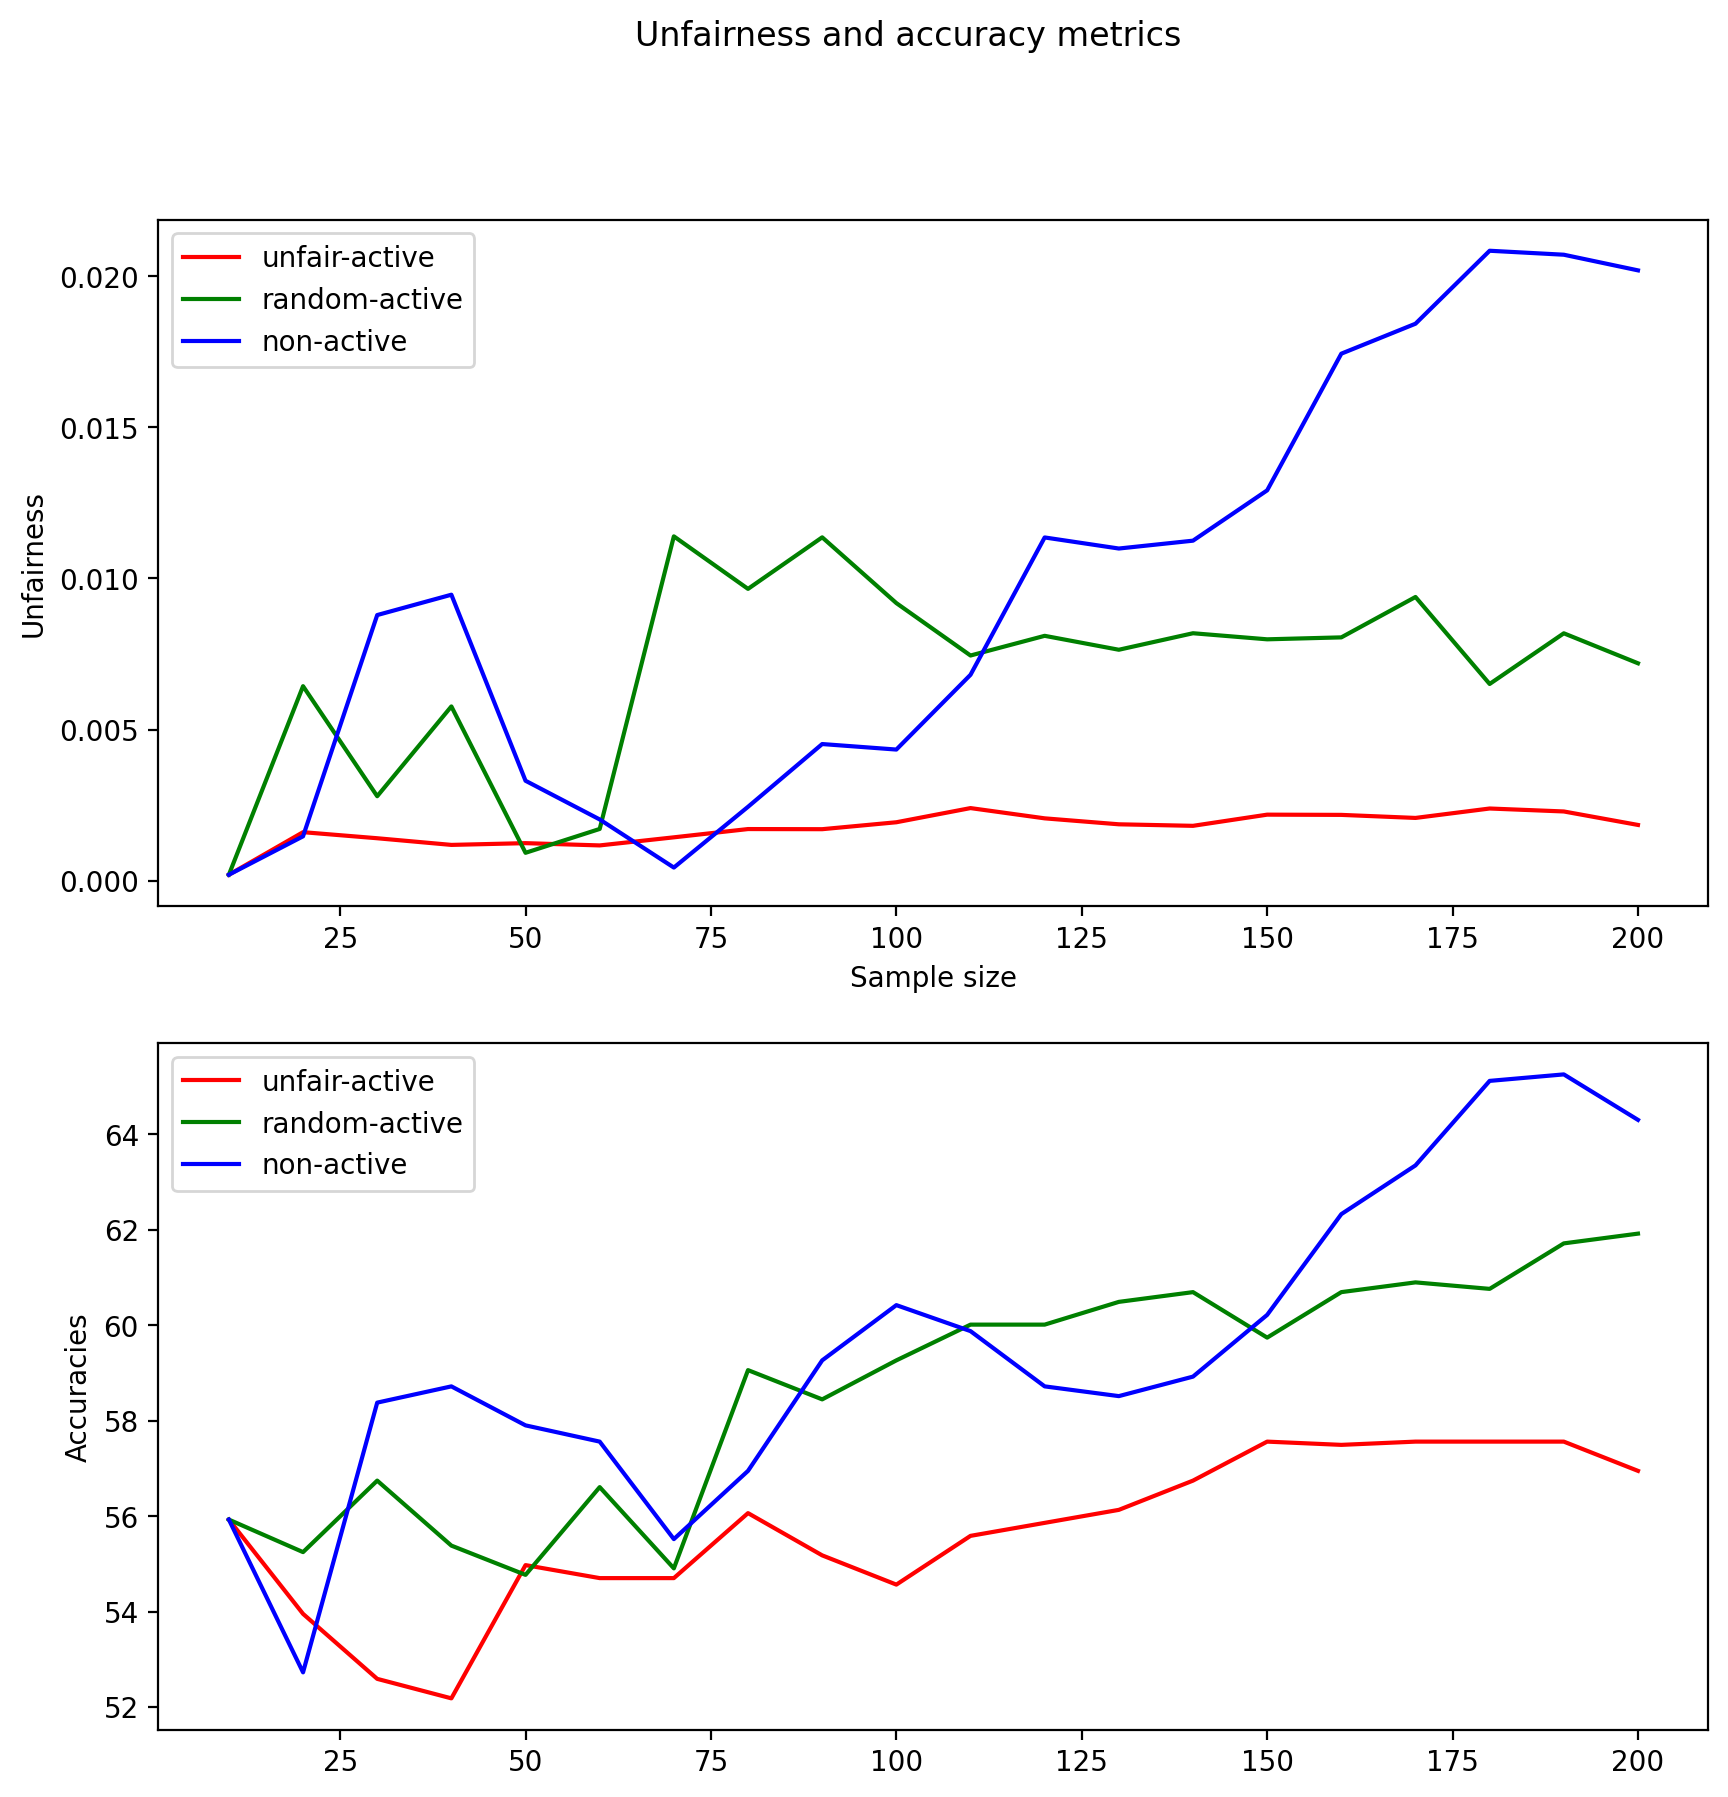 Unfairness and accuracy metrics
unfair-active
random-active
non-active
0.020
0.015
0.010
0.005
0.000
Unfairness
25 50 75 100 125 150 175 200
Sample size
unfair-active
random-active
non-active
64
62
60
58
56
54
52
Accuracies
25 50 75 100 125 150 175 200